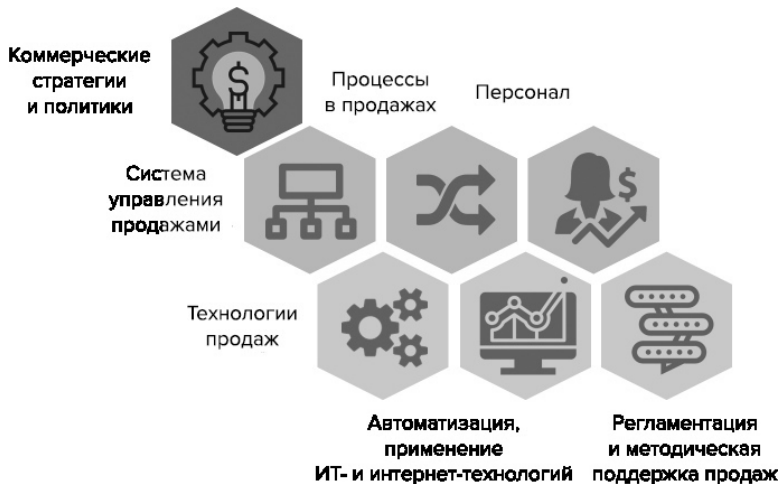 Коммерческие
стратегии
и политики
Процессы
в продажах
Персонал
Система
управления
продажами
Технологии
продаж
Автоматизация,
применение
ИТ- и интернет-технологий
Регламентация
и методическая
поддержка продаж